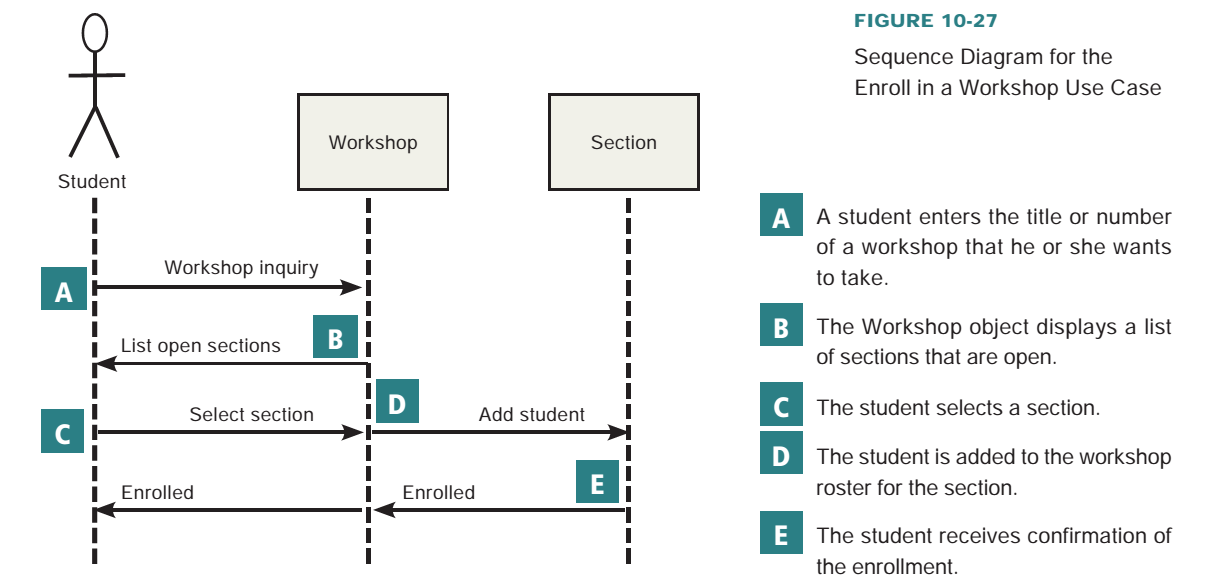 FIGURE 10-27
Sequence Diagram for the
Enroll in a Workshop Use Case
Student
Workshop
Section
A
Workshop inquiry
B
List open sections
C
Select section
D
Add student
E
Enrolled
Enrolled
A
A student enters the title or number
of a workshop that he or she wants
to take.
B
The Workshop object displays a list
of sections that are open.
C
The student selects a section.
D
The student is added to the workshop
roster for the section.
E
The student receives confirmation of
the enrollment.